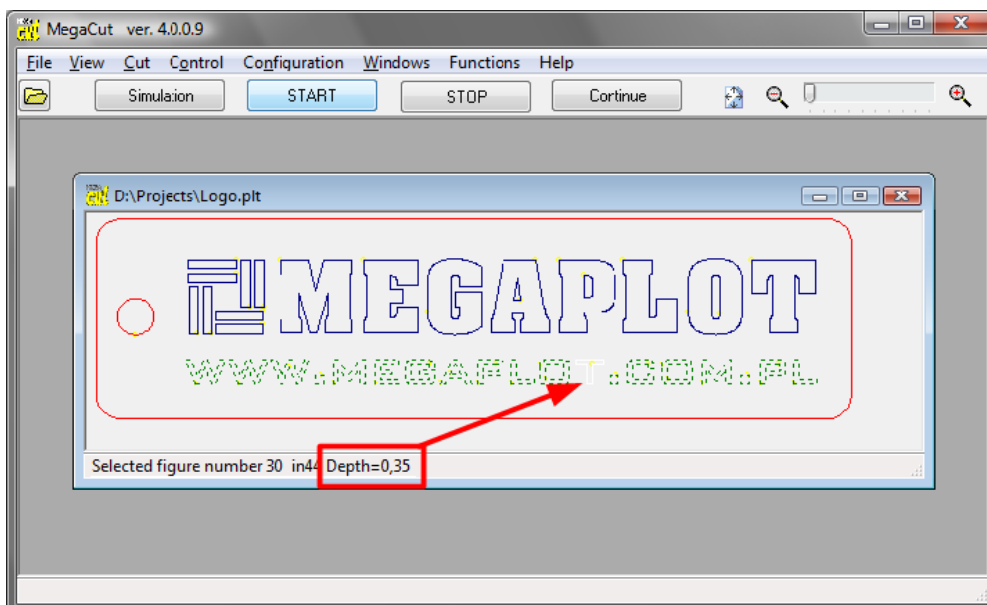 MegaCut ver. 4.0.0.9
File View Cut Control Configuration Windows Functions Help
Simulation START STOP Continue
D:\Projects\Logo.plt
MEGAPLOT
WWW.MEGAPLOT.COM.PL
Selected figure number 30 in44 Depth=0,35